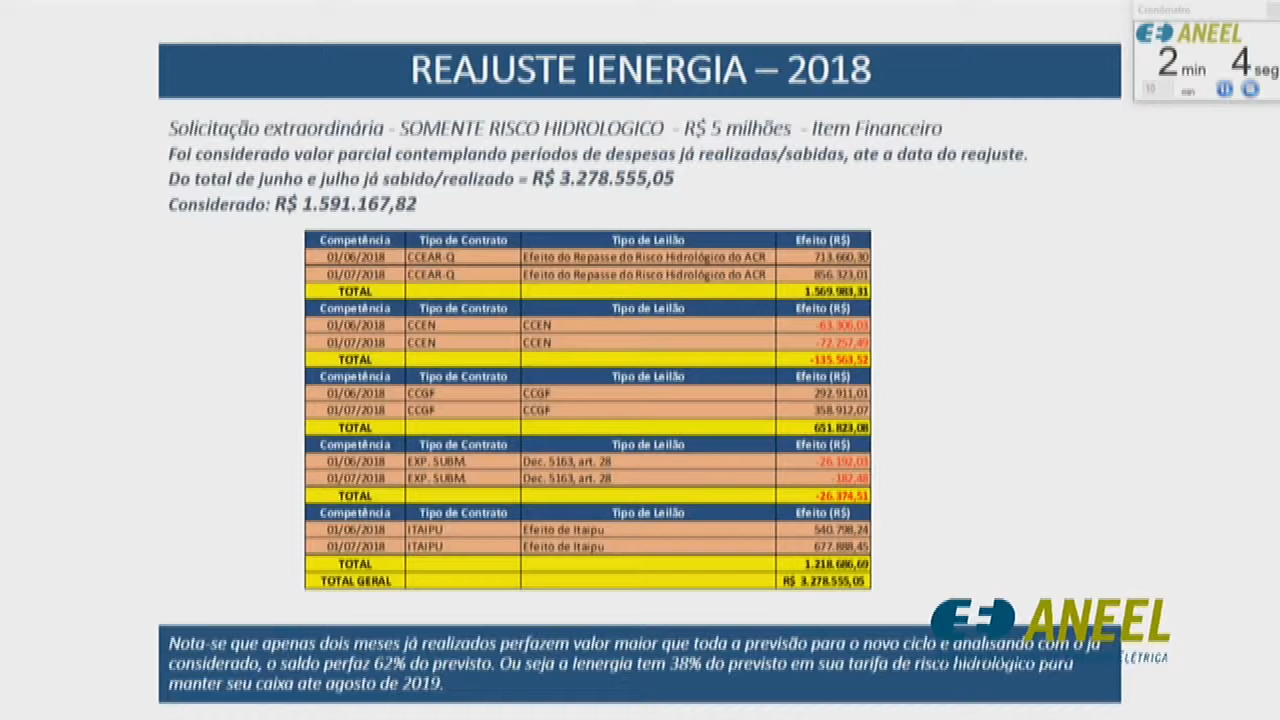 Cronômetro
ANEEL
2 min 4 seg
10 min
REAJUSTE IENERGIA – 2018
Solicitação extraordinária - SOMENTE RISCO HIDROLOGICO - R$ 5 milhões - Item Financeiro
Foi considerado valor parcial contemplando períodos de despesas já realizadas/sabidas, ate a data do reajuste.
Do total de junho e julho já sabido/realizado = R$ 3.278.555,05
Considerado: R$ 1.591.167,82
Competência Tipo de Contrato Tipo de Leilão Efeito (R$)
01/06/2018 CCEAR-Q Efeito do Repasse do Risco Hidrológico do ACR 713.660,30
01/07/2018 CCEAR-Q Efeito do Repasse do Risco Hidrológico do ACR 856.323,01
TOTAL 1.569.983,31
Competência Tipo de Contrato Tipo de Leilão Efeito (R$)
01/06/2018 CCEN CCEN -63.306,03
01/07/2018 CCEN CCEN -72.257,49
TOTAL -135.563,52
Competência Tipo de Contrato Tipo de Leilão Efeito (R$)
01/06/2018 CCGF CCGF 292.911,01
01/07/2018 CCGF CCGF 358.912,07
TOTAL 651.823,08
Competência Tipo de Contrato Tipo de Leilão Efeito (R$)
01/06/2018 EXP. SUBM. Dec. 5163, art. 28 -26.192,03
01/07/2018 EXP. SUBM. Dec. 5163, art. 28 -182,48
TOTAL -26.374,51
Competência Tipo de Contrato Tipo de Leilão Efeito (R$)
01/06/2018 ITAIPU Efeito de Itaipu 540.798,24
01/07/2018 ITAIPU Efeito de Itaipu 677.888,45
TOTAL 1.218.686,69
TOTAL GERAL R$ 3.278.555,05
ANEEL
ELÉTRICA
Nota-se que apenas dois meses já realizados perfazem valor maior que toda a previsão para o novo ciclo e analisando com o já
considerado, o saldo perfaz 62% do previsto. Ou seja a Ienergia tem 38% do previsto em sua tarifa de risco hidrológico para
manter seu caixa ate agosto de 2019.